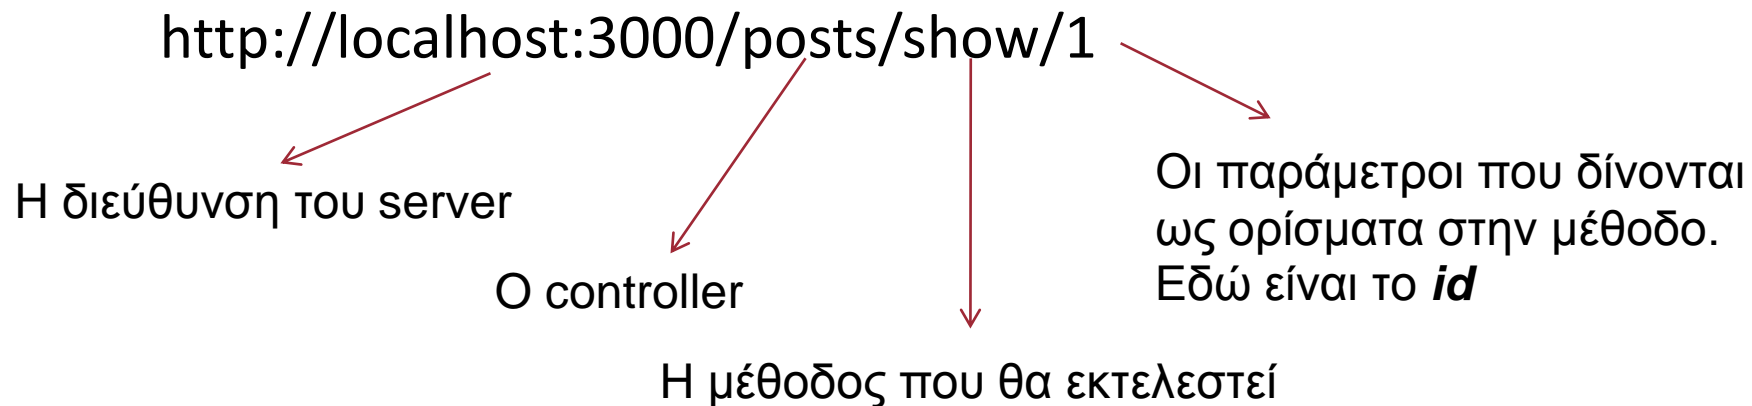 http://localhost:3000/posts/show/1
Η διεύθυνση του server
Ο controller
Η μέθοδος που θα εκτελεστεί
Οι παράμετροι που δίνονται
ως ορίσματα στην μέθοδο.
Εδώ είναι το id